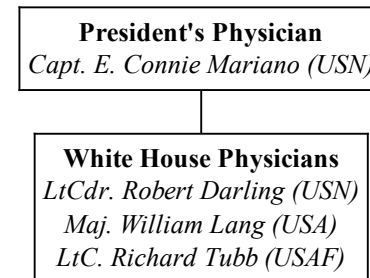 President's Physician
Capt. E. Connie Mariano (USN)
White House Physicians
LtCdr. Robert Darling (USN)
Maj. William Lang (USA)
LtC. Richard Tubb (USAF)